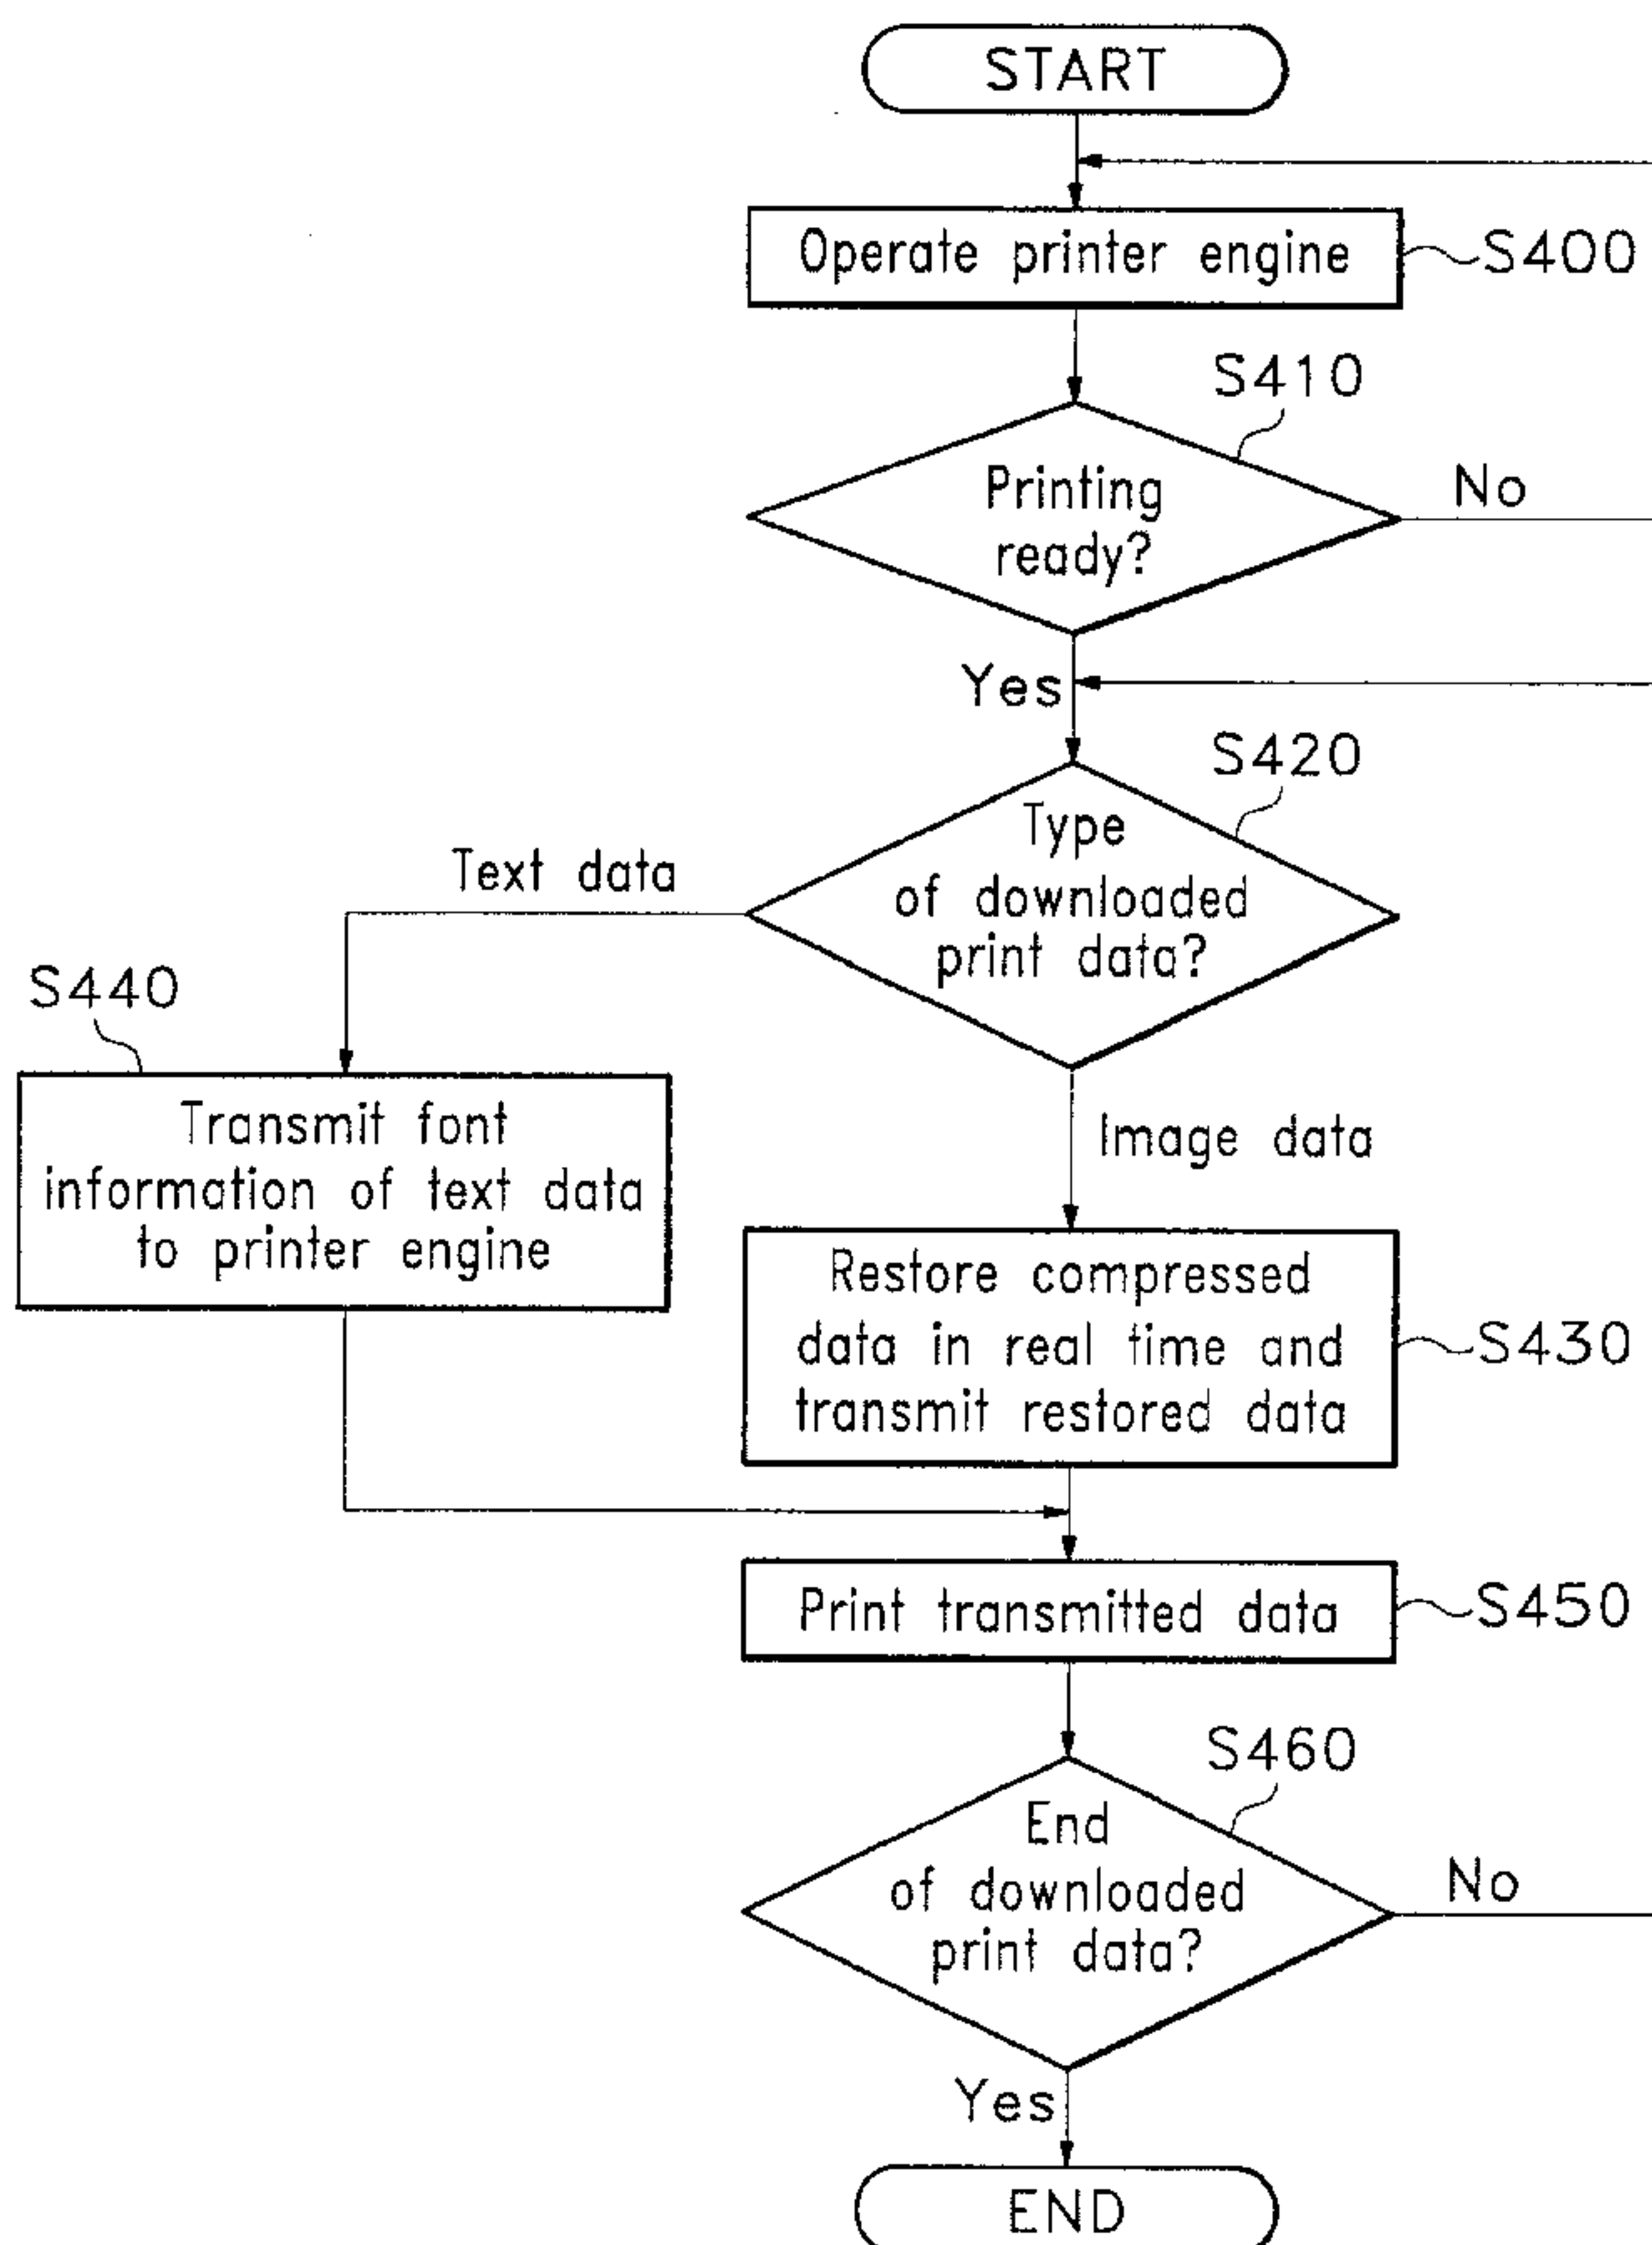 START
Operate printer engine
S400
S410
Printing
ready?
No
Yes
S420
Type
of downloaded
print data?
Text data
S440
Transmit font
information of text data
to printer engine
Image data
Restore compressed
data in real time and
transmit restored data
S430
Print transmitted data
S450
S460
End
of downloaded
print data?
No
Yes
END